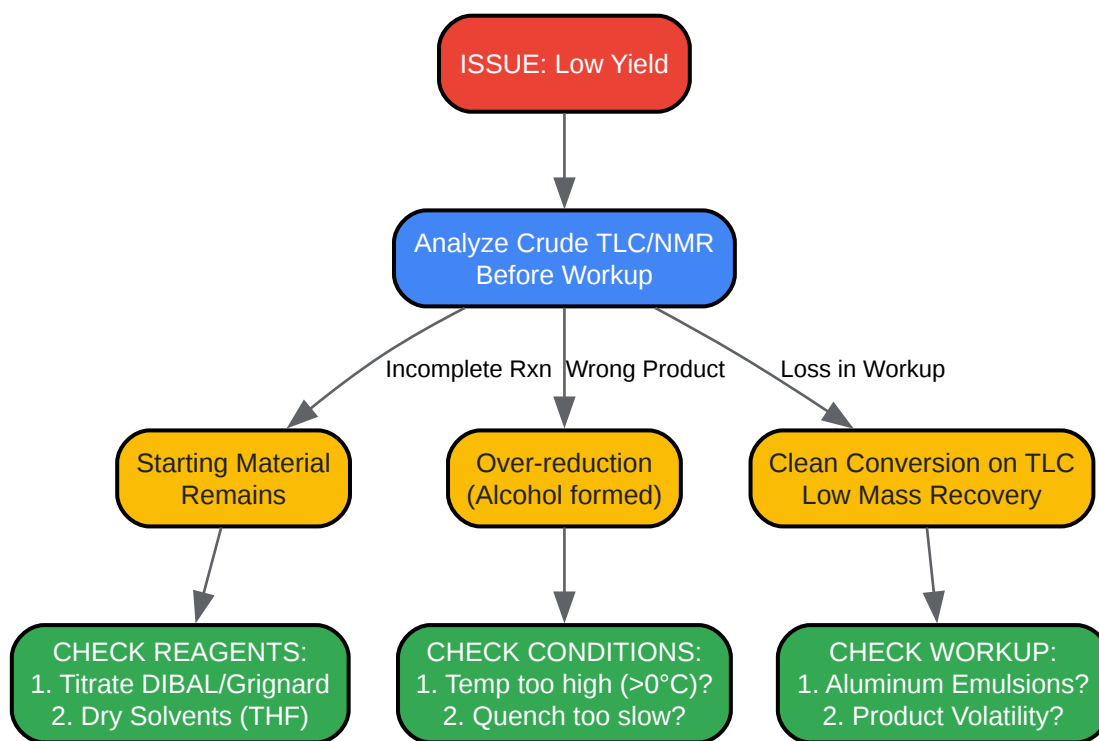 ISSUE: Low Yield
Analyze Crude TLC/NMR
Before Workup
Incomplete Rxn
Wrong Product
Loss in Workup
Starting Material
Remains
Over-reduction
(Alcohol formed)
Clean Conversion on TLC
Low Mass Recovery
CHECK REAGENTS:
1. Titrate DIBAL/Grignard
2. Dry Solvents (THF)
CHECK CONDITIONS:
1. Temp too high (>0°C)?
2. Quench too slow?
CHECK WORKUP:
1. Aluminum Emulsions?
2. Product Volatility?